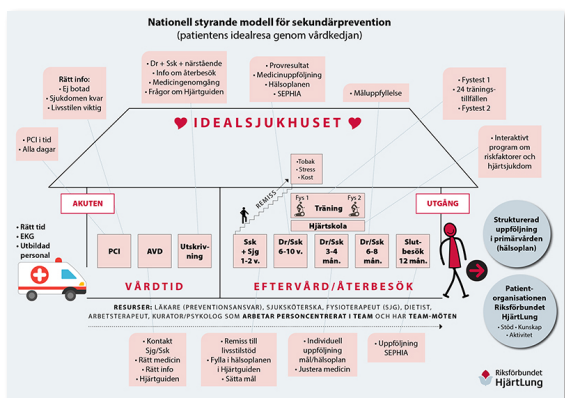 Nationell styrande modell för sekundärprevention
(patientens idealresa genom vårdkedjan)
Rätt info:
• Ej botad
• Sjukdomen kvar
• Livsstilen viktig
• Dr + Ssk + närstående
• Info om återbesök
• Medicingenomgång
• Frågor om Hjärtguiden
• Provresultat
• Medicinuppföljning
• Hälsoplanen
• SEPHIA
• Måluppfyllelse
• Fystest 1
• 24 tränings-
tillfällen
• Fystest 2
• PCI i tid
• Alla dagar
• Interaktivt
program om
riskfaktorer och
hjärtsjukdom
IDEALSJUKHUSET
• Tobak
• Stress
• Kost
REMISS
AKUTEN
UTGÅNG
Fys 1
Fys 2
Träning
Hjärtskola
• Rätt tid
• EKG
• Utbildad
personal
PCI
AVD
Utskriv-
ning
Ssk
+ Sjg
1-2 v.
Dr/Ssk
6-10 v.
Dr/Ssk
3-4
mån.
Dr/Ssk
6-8
mån.
Slut-
besök
12 mån.
Strukturerad
uppföljning
i primärvården
(hälsoplan)
VÅRDTID
EFTERVÅRD/ÅTERBESÖK
RESURSER: LÄKARE (PREVENTIONSANSVAR), SJUKSKÖTERSKA, FYSIOTERAPEUT (SJG), DIETIST,
ARBETSTERAPEUT, KURATOR/PSYKOLOG SOM ARBETAR PERSONCENTRERAT I TEAM OCH HAR TEAM-MÖTEN
Patient-
organisationen
Riksförbundet
HjärtLung
• Stöd • Kunskap
• Aktivitet
• Kontakt
Sjg/Ssk
• Rätt medicin
• Rätt info
• Hjärtguiden
• Remiss till
livsstilstöd
• Fylla i hälsoplanen
i Hjärtguiden
• Sätta mål
• Individuell
uppföljning
mål/hälsoplan
• Justera medicin
• Uppföljning
SEPHIA
Riksförbundet
HjärtLung